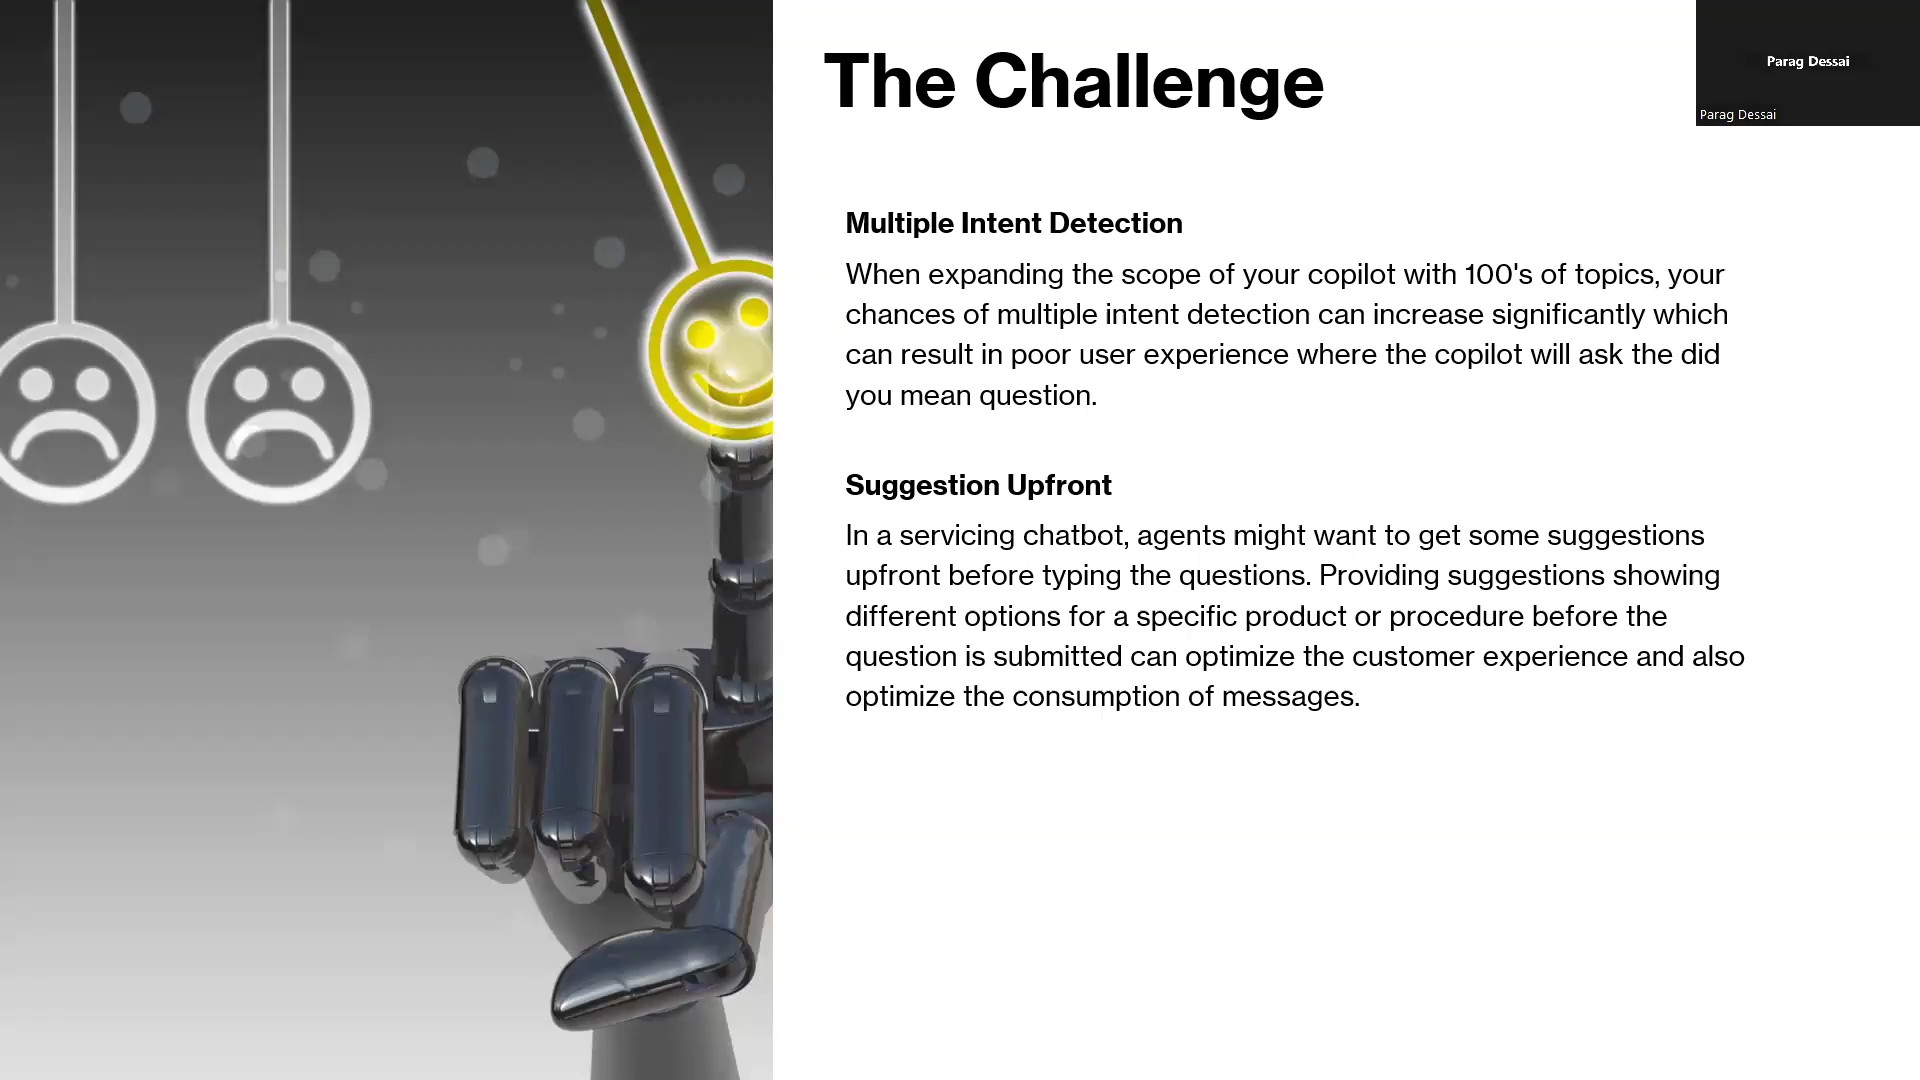 The Challenge
Parag Dessai
Parag Dessai
Multiple Intent Detection
When expanding the scope of your copilot with 100's of topics, your
chances of multiple intent detection can increase significantly which
can result in poor user experience where the copilot will ask the did
you mean question.
Suggestion Upfront
In a servicing chatbot, agents might want to get some suggestions
upfront before typing the questions. Providing suggestions showing
different options for a specific product or procedure before the
question is submitted can optimize the customer experience and also
optimize the consumption of messages.